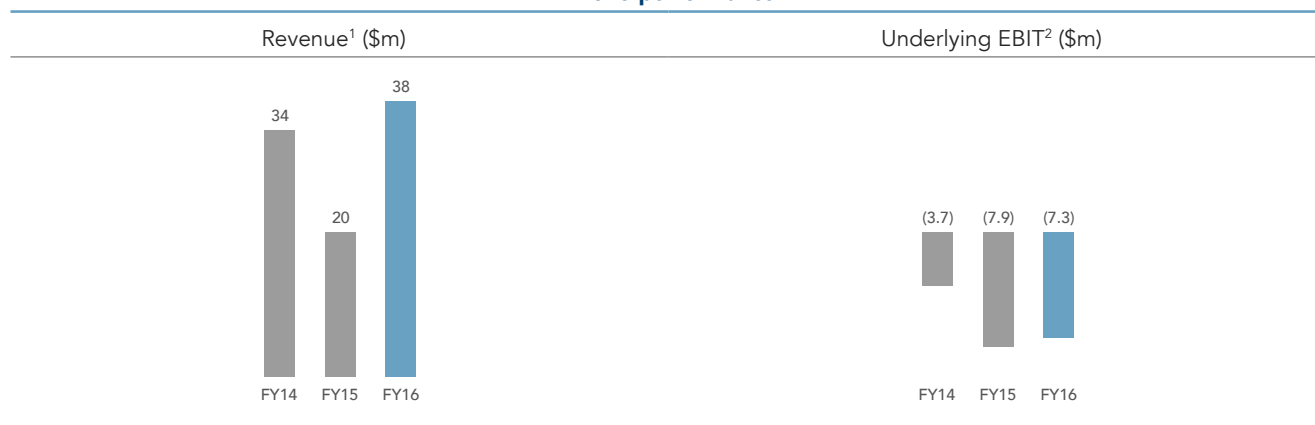 Revenue¹ ($m)
Underlying EBIT² ($m)
38
34
20
FY14 FY15 FY16
(3.7) (7.9) (7.3)
FY14 FY15 FY16